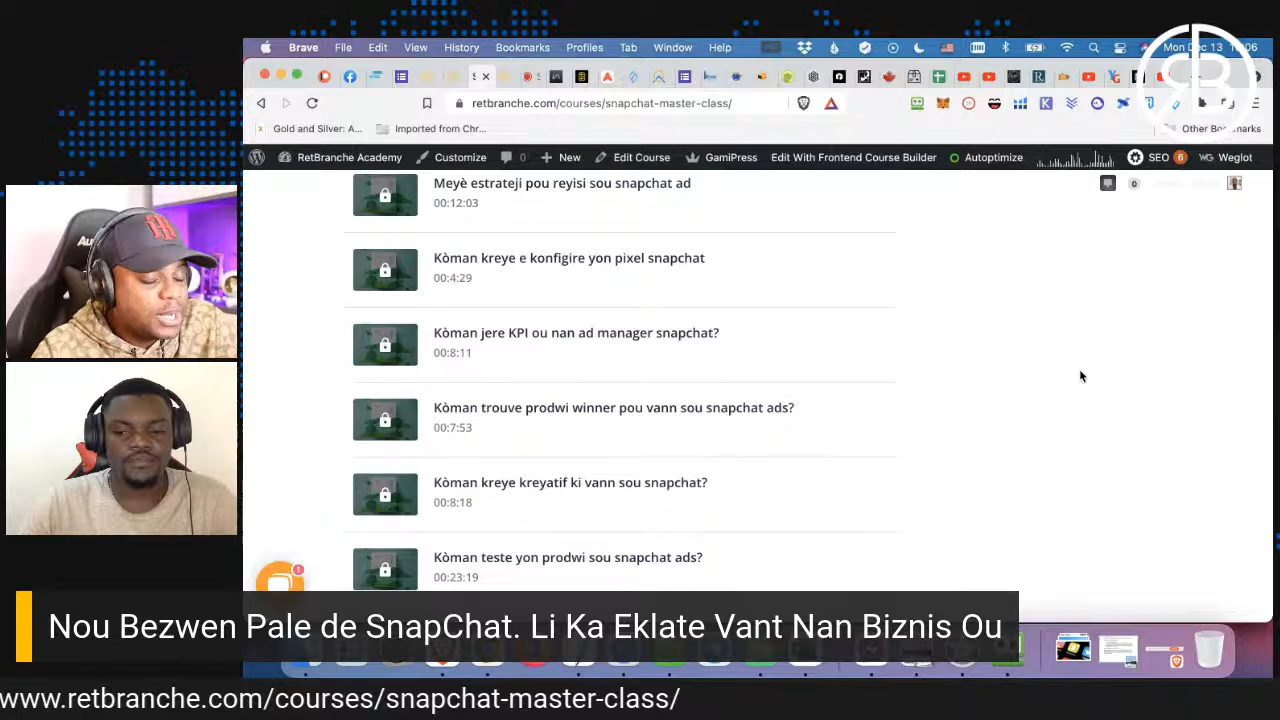 Brave File Edit View History Bookmarks Profiles Tab Window Help
Mon Dec 13
retbranche.com/courses/snapchat-master-class/
Gold and Silver: A...
Imported from Chr...
Other Bookmarks
RetBranche Academy
Customize
0
New
Edit Course
GamiPress
Edit With Frontend Course Builder
Autoptimize
SEO 6
Weglot
0
Meyè estrateji pou reyisi sou snapchat ad
00:12:03
Kòman kreye e konfigire yon pixel snapchat
00:4:29
Kòman jere KPI ou nan ad manager snapchat?
00:8:11
Kòman trouve prodwi winner pou vann sou snapchat ads?
00:7:53
Kòman kreye kreyatif ki vann sou snapchat?
00:8:18
Kòman teste yon prodwi sou snapchat ads?
00:23:19
1
Nou Bezwen Pale de SnapChat. Li Ka Eklate Vant Nan Biznis Ou
www.retbranche.com/courses/snapchat-master-class/